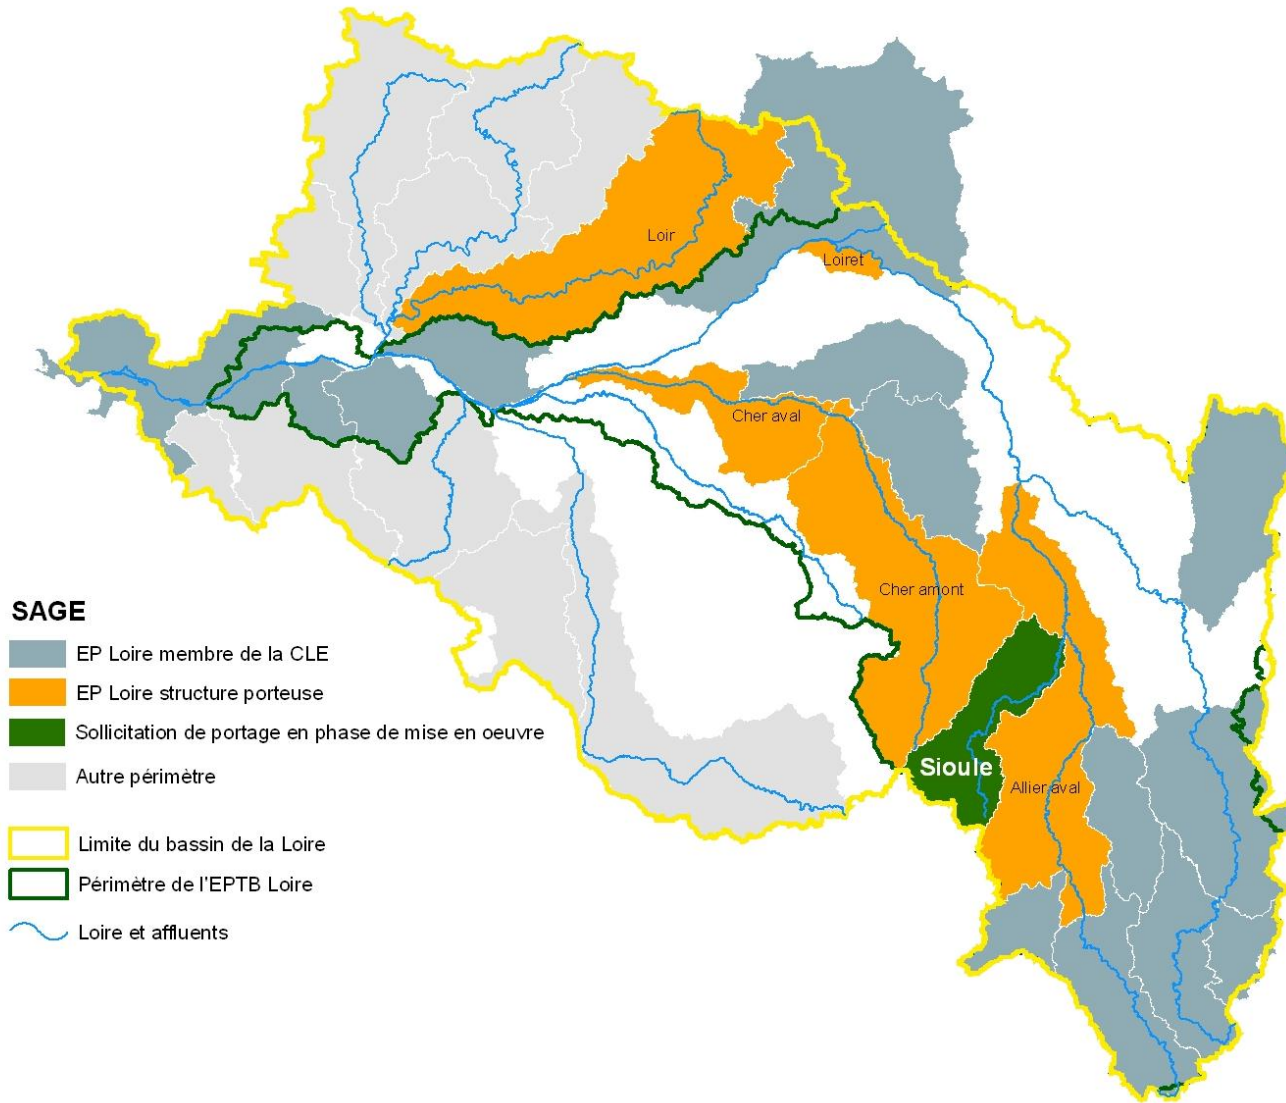 Loir
Loiret
Cher aval
Cher amont
Sioule
Allier aval
SAGE
EP Loire membre de la CLE
EP Loire structure porteuse
Sollicitation de portage en phase de mise en oeuvre
Autre périmètre
Limite du bassin de la Loire
Périmètre de l'EPTB Loire
Loire et affluents